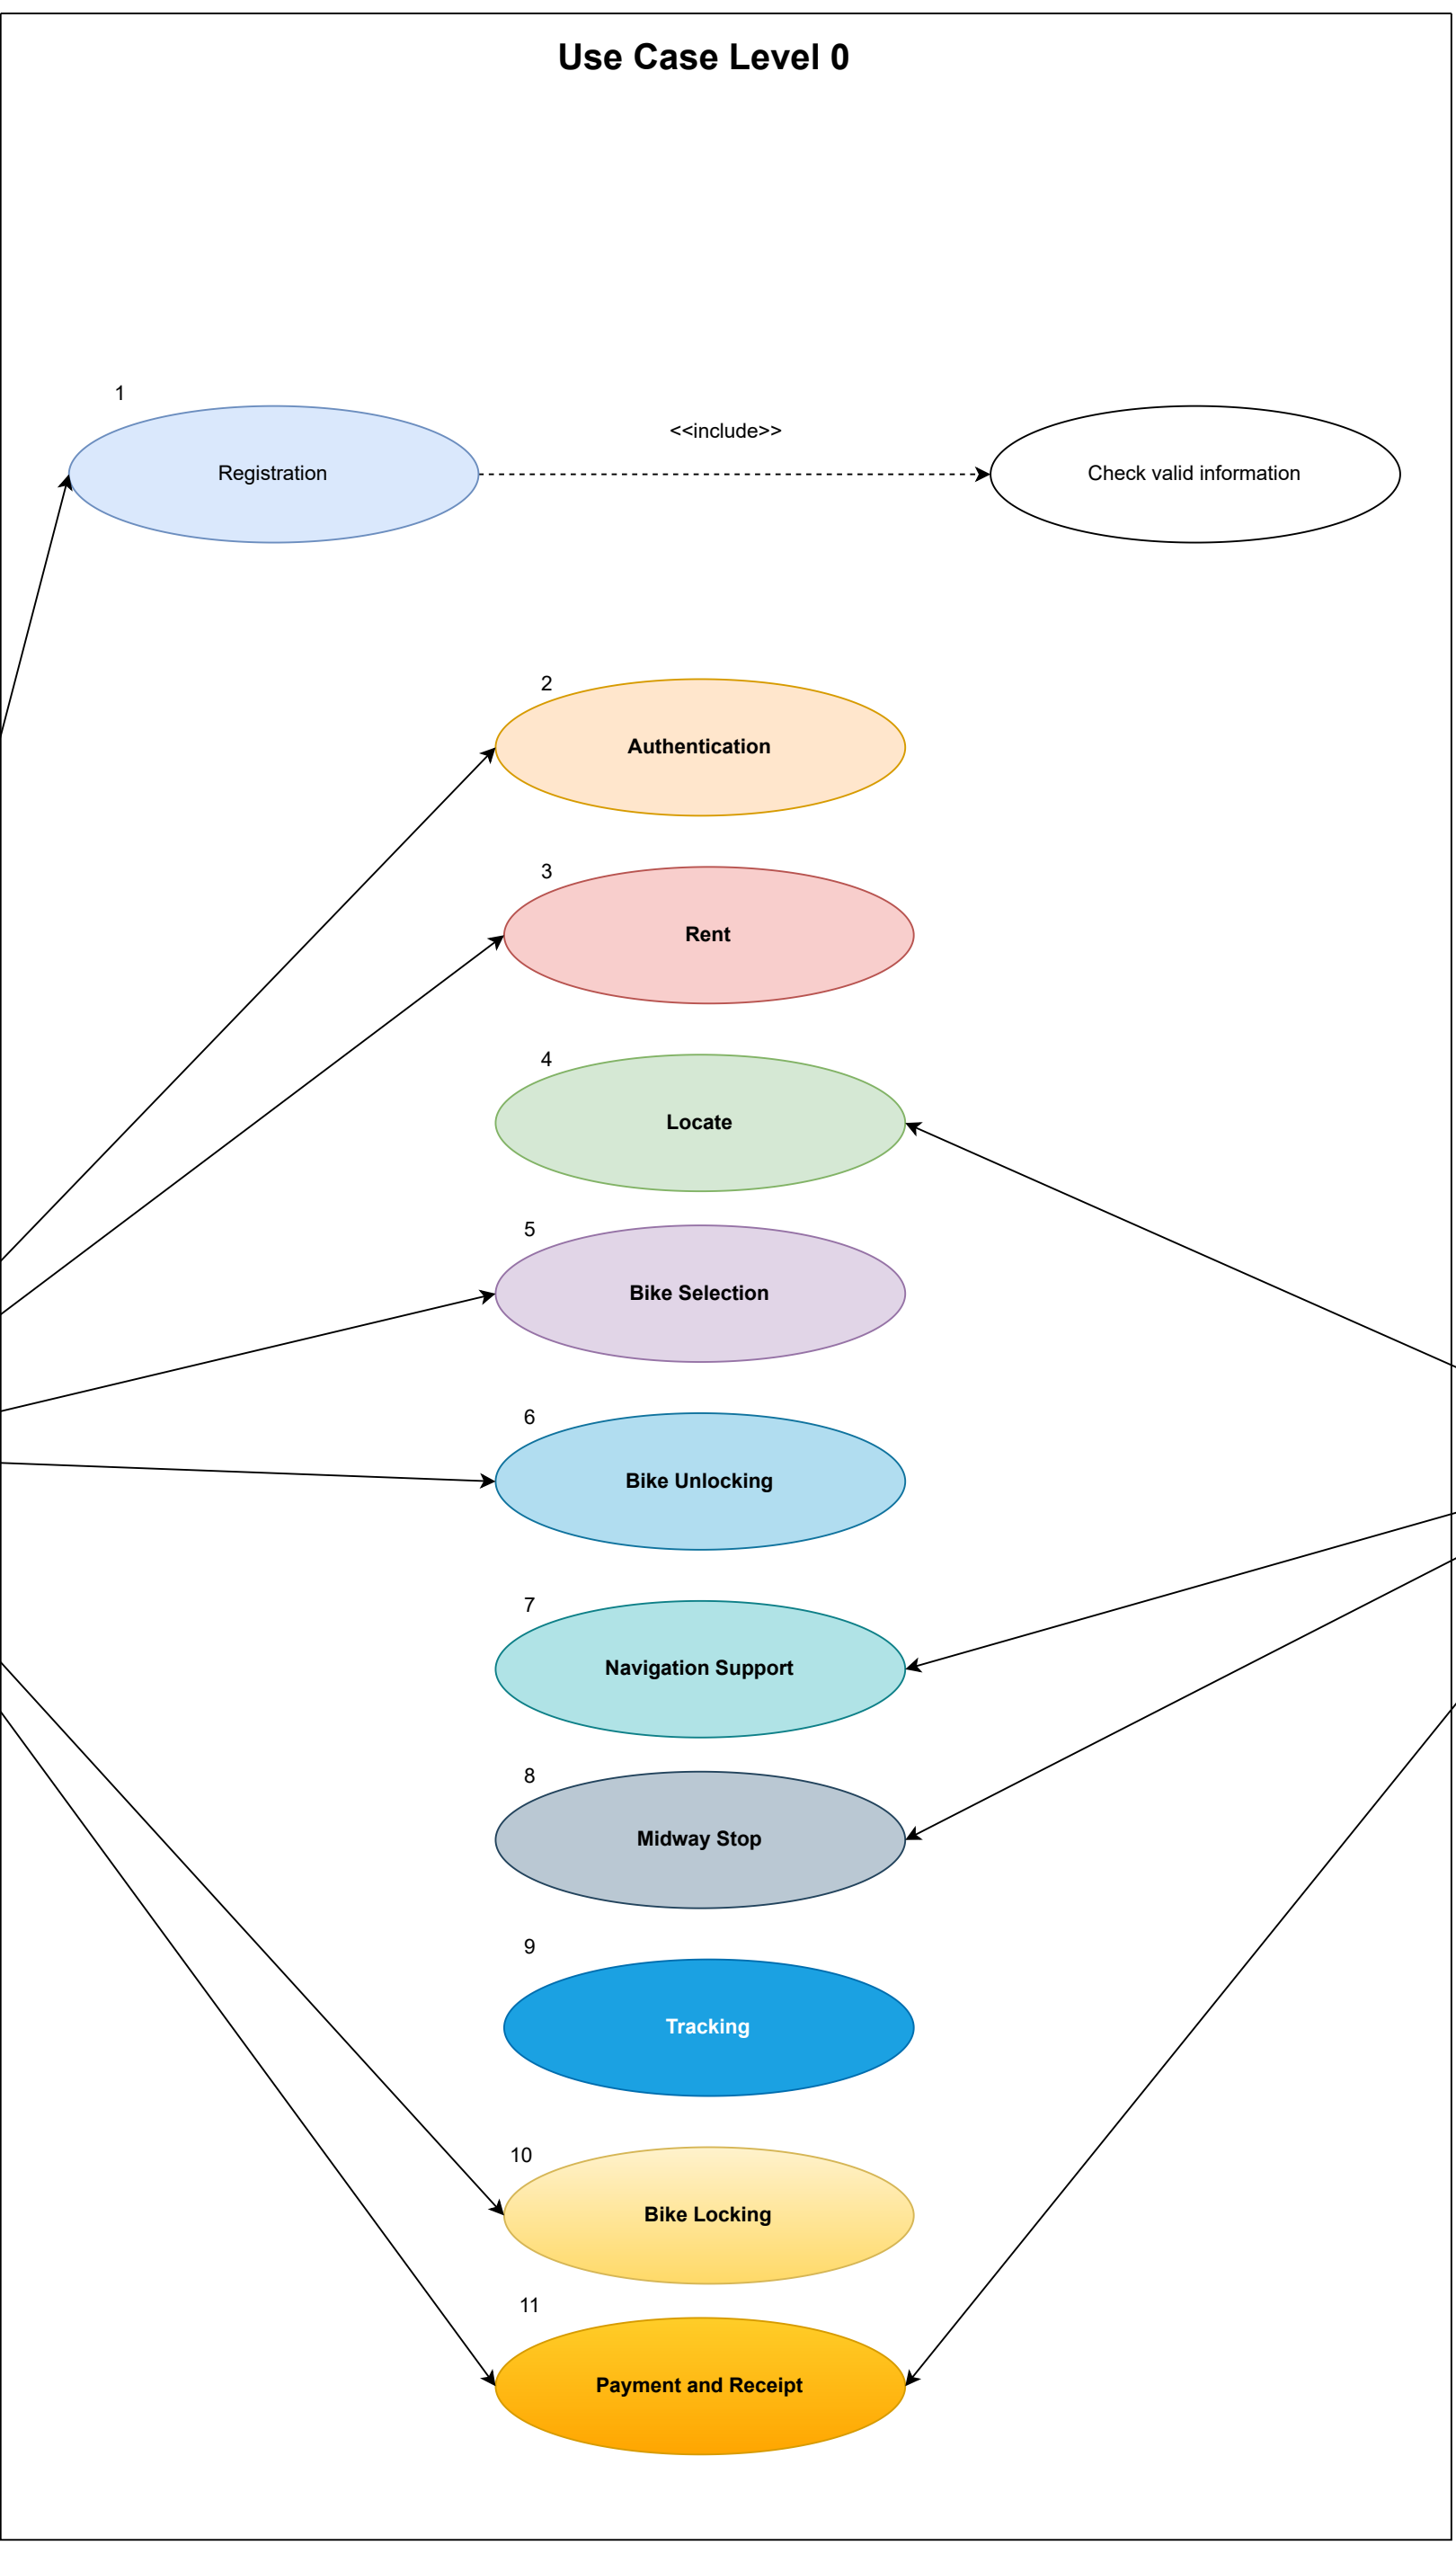 Use Case Level 0
1
Registration
<<include>>
Check valid information
2
Authentication
3
Rent
4
Locate
5
Bike Selection
6
Bike Unlocking
7
Navigation Support
8
Midway Stop
9
Tracking
10
Bike Locking
11
Payment and Receipt